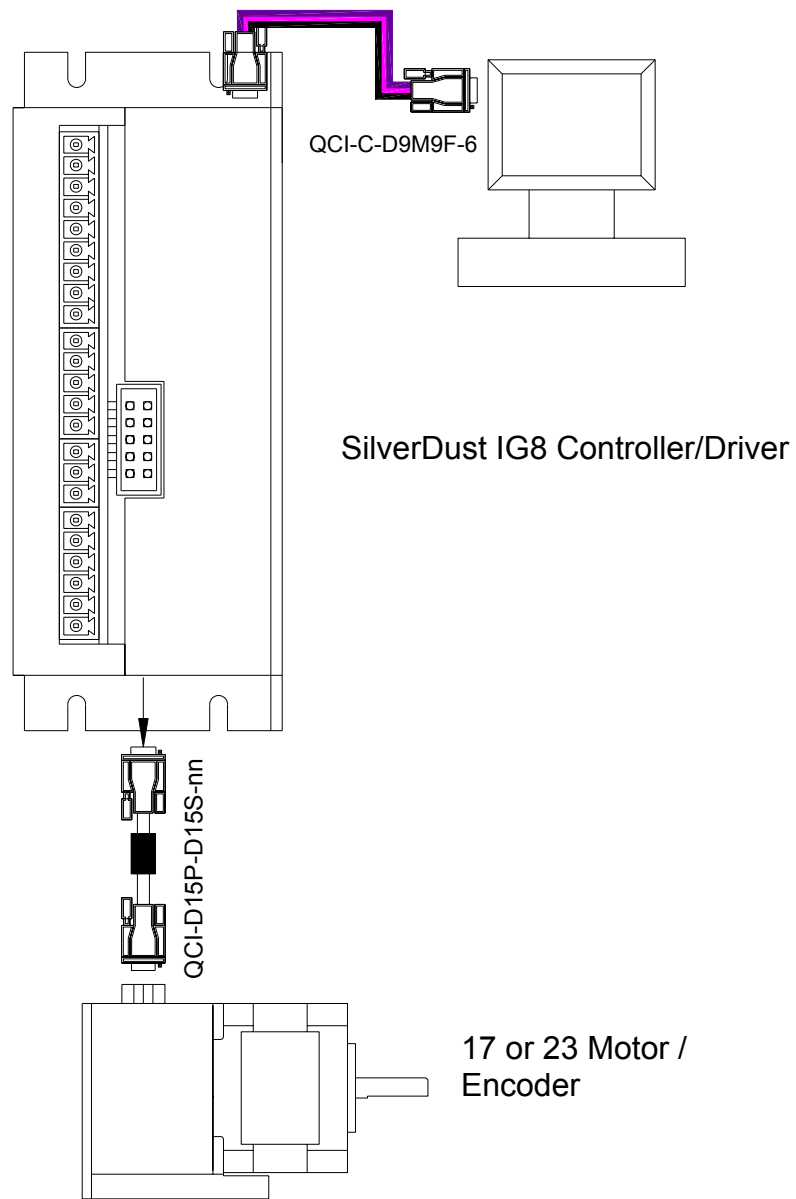 QCI-C-D9M9F-6
SilverDust IG8 Controller/Driver
QCI-D15P-D15S-nn
17 or 23 Motor /
Encoder